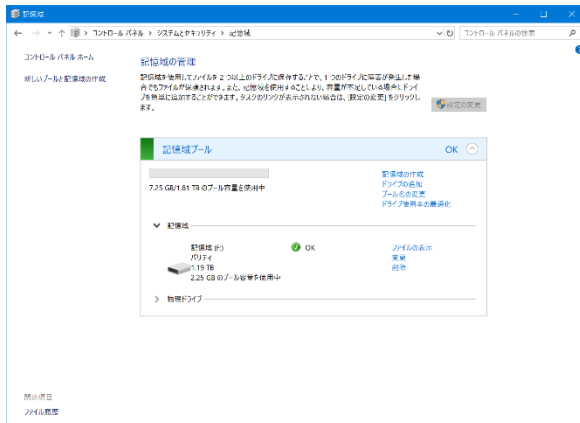 記憶域
コントロール パネル > システムとセキュリティ > 記憶域
コントロール パネルの検索
コントロール パネル ホーム
新しいプールと記憶域の作成
記憶域の管理
記憶域を使用してファイルを 2 つ以上のドライブに保存することで、1 つのドライブに障害が発生した場
合でもファイルが保護されます。また、記憶域を使用することにより、容量が不足している場合にドライ
ブを簡単に追加することができます。タスクのリンクが表示されない場合は、[設定の変更] をクリックし
ます。
設定の変更
記憶域プール
OK
7.25 GB/1.81 TB のプール容量を使用中
記憶域の作成
ドライブの追加
プール名の変更
ドライブ使用率の最適化
記憶域
記憶域 (F:)
パリティ
1.19 TB
2.25 GB のプール容量を使用中
OK
ファイルの表示
変更
削除
物理ドライブ
関連項目
ファイル履歴